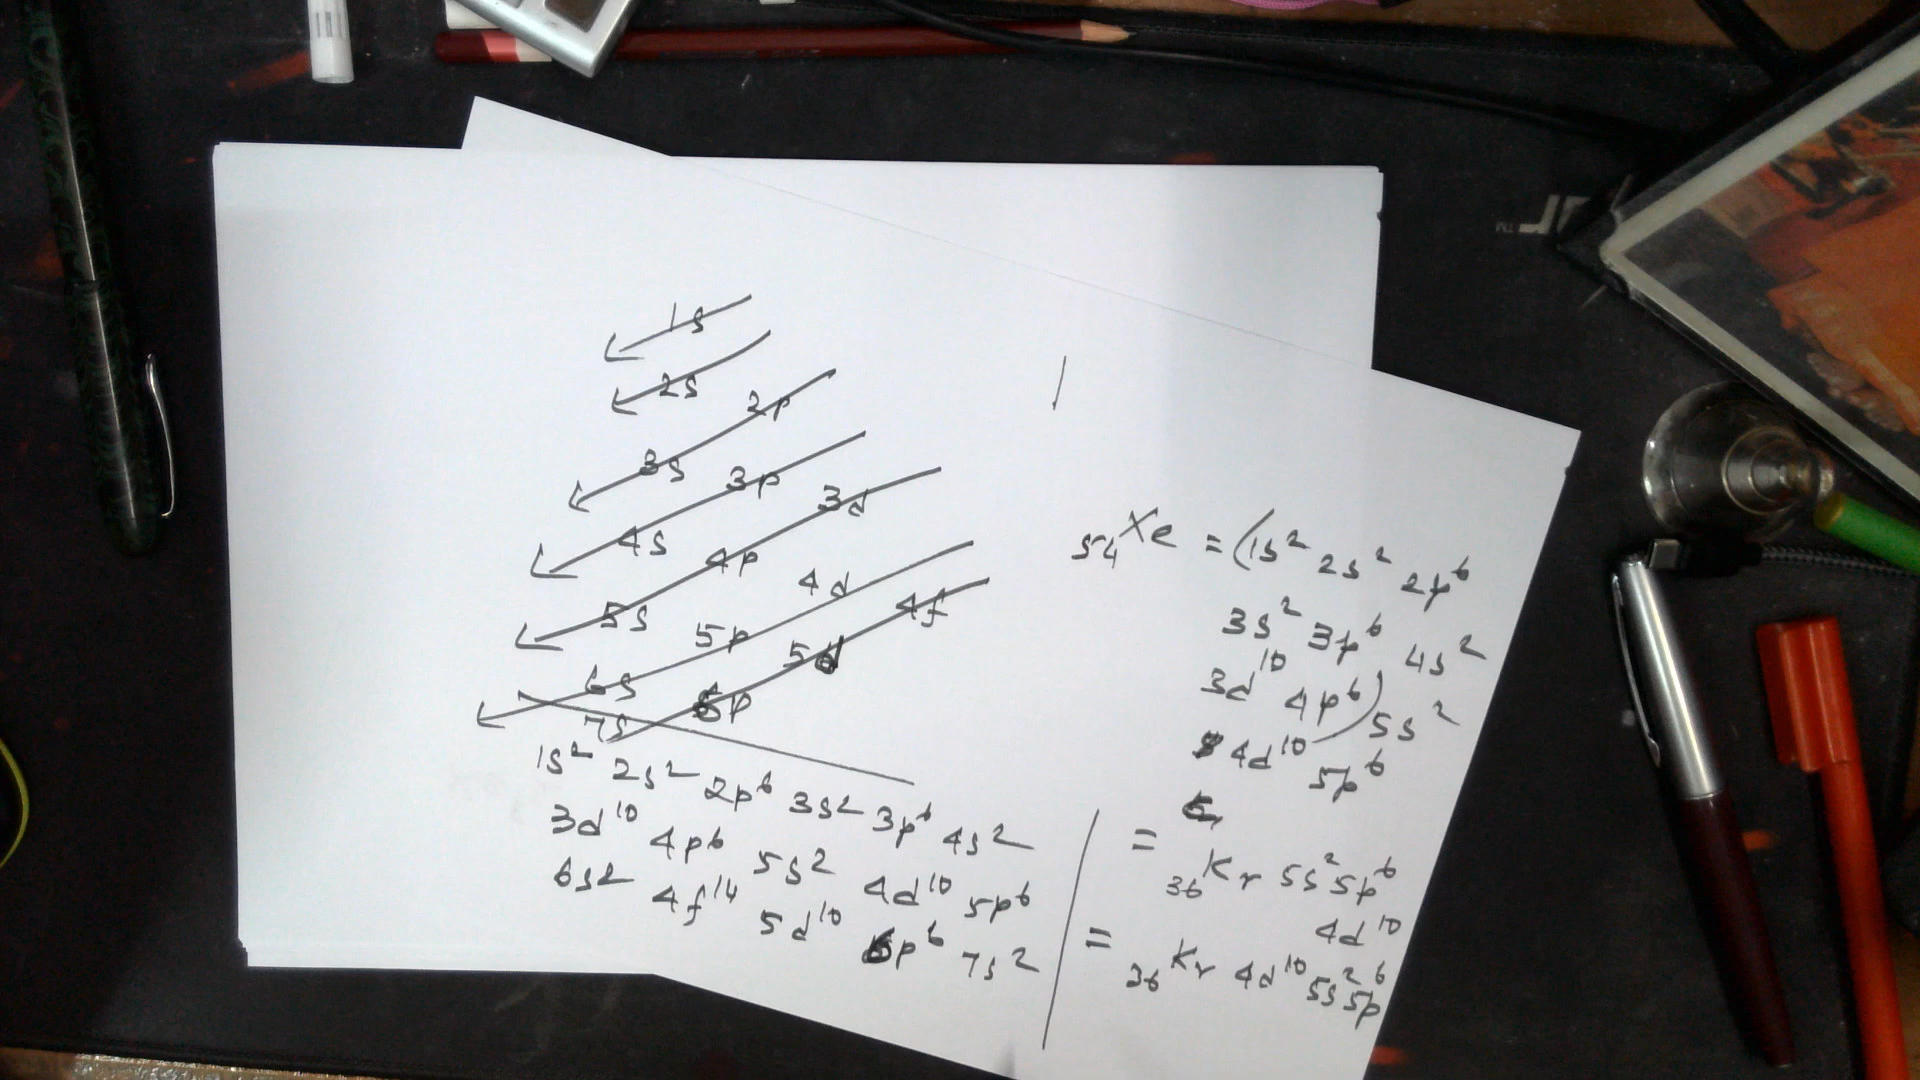 1s
2s
2p
3s
3p
3d
4s
4p
4d
4f
5s
5p
5d
6s
6p
7s
1s² 2s² 2p⁶ 3s² 3p⁶ 4s²
3d¹⁰ 4p⁶ 5s² 4d¹⁰ 5p⁶
6s² 4f¹⁴ 5d¹⁰ 6p⁶ 7s²
₅₄Xe = (1s² 2s² 2p⁶
3s² 3p⁶ 4s²
3d¹⁰ 4p⁶) 5s²
4d¹⁰ 5p⁶
= ₃₆Kr 5s² 5p⁶
4d¹⁰
= ₃₆Kr 4d¹⁰ 5s² 5p⁶